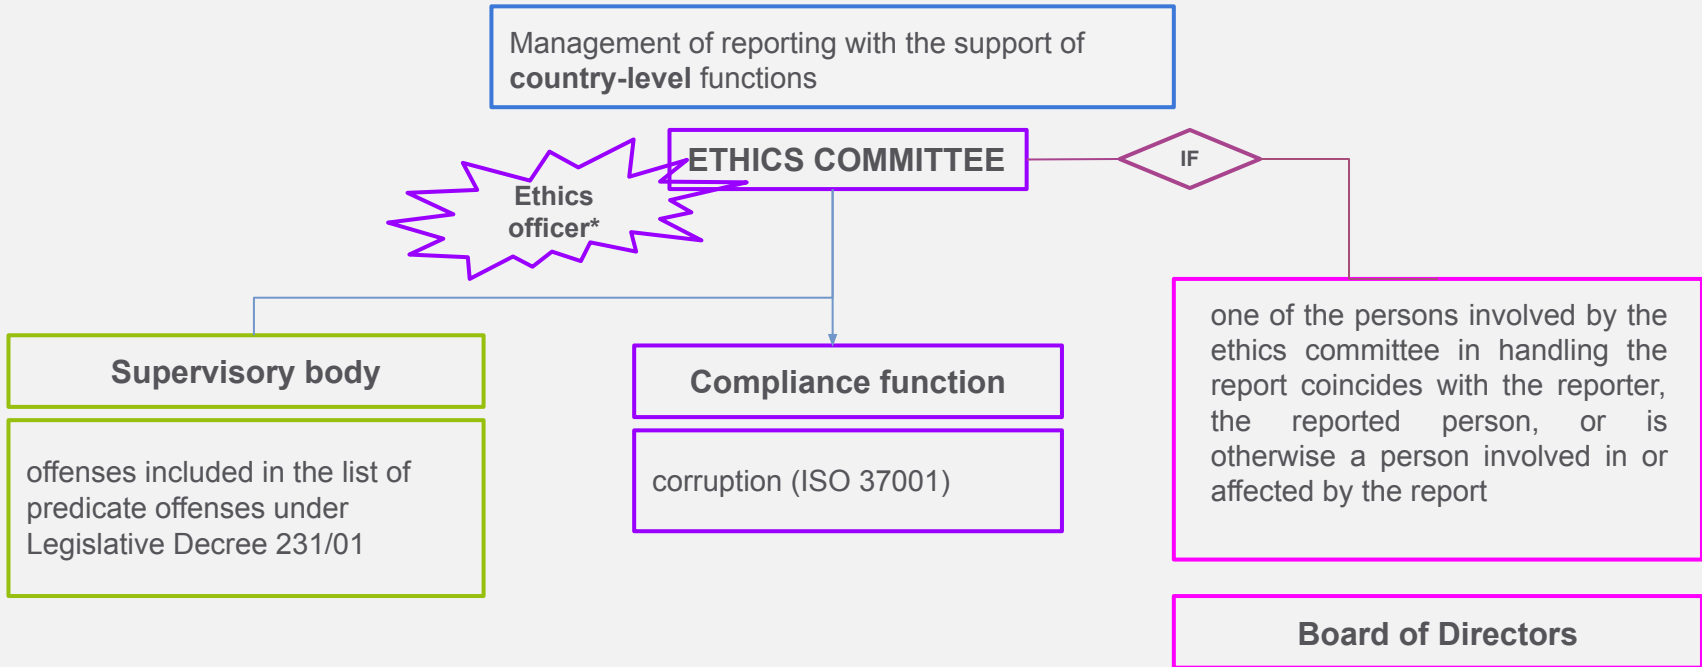 Management of reporting with the support of
country-level functions
ETHICS COMMITTEE
IF
Ethics
officer*
Supervisory body
offenses included in the list of
predicate offenses under
Legislative Decree 231/01
Compliance function
corruption (ISO 37001)
one of the persons involved by the
ethics committee in handling the
report coincides with the reporter,
the reported person, or is
otherwise a person involved in or
affected by the report
Board of Directors